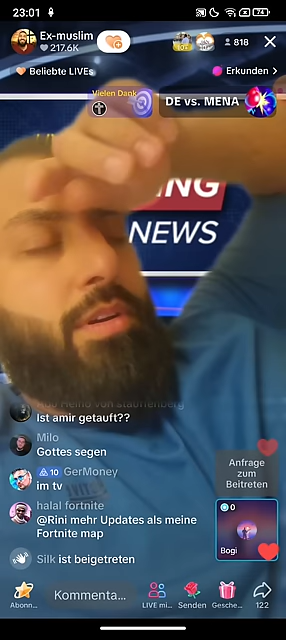 23:01
74
Ex-muslim
217.6K
818
Beliebte LIVEs
Erkunden
Vielen Dank
DE vs. MENA
ING
NEWS
Ist amir getauft??
Milo
Gottes segen
10 GerMoney
im tv
halal fortnite
@Rini mehr Updates als meine
Fortnite map
Silk ist beigetreten
Anfrage
zum
Beitreten
0
Bogi
Abonn...
Kommenta...
LIVE mi...
Senden
Gesche...
122